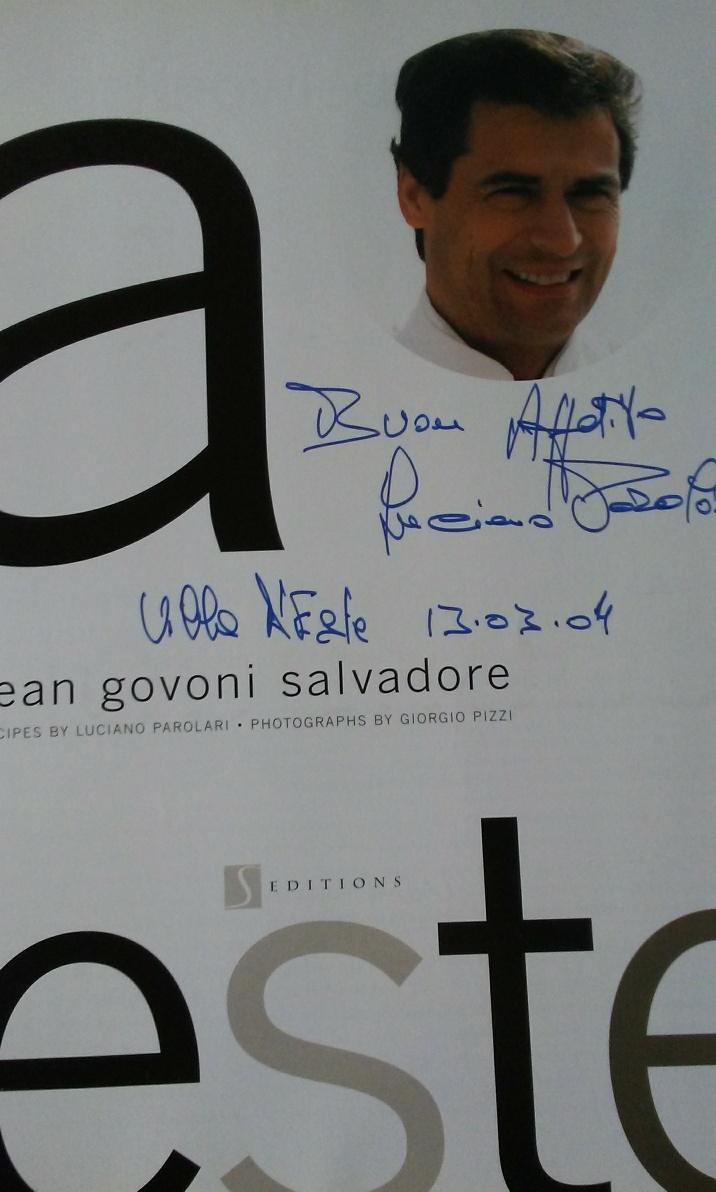 a
Buon Appetito
Luciano Parola
Villa d'Este 13.03.04
ean govoni salvadore
CIPES BY LUCIANO PAROLARI • PHOTOGRAPHS BY GIORGIO PIZZI
S EDITIONS
este